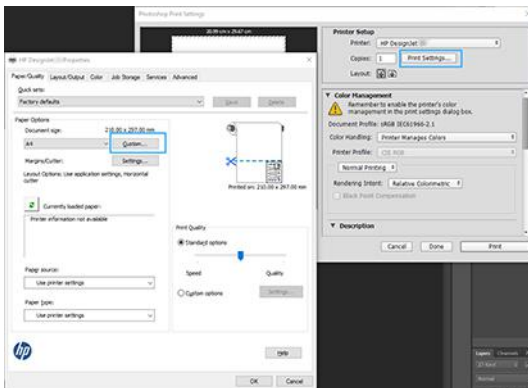 Photoshop Print Settings
20.99 cm x 29.67 cm
Printer Setup
Printer: HP DesignJet
Copies: 1 Print Settings...
Layout:
Color Management
Remember to enable the printer's color
management in the print settings dialog box.
Document Profile: sRGB IEC61966-2.1
Color Handling: Printer Manages Colors
Printer Profile: CIE RGB
Normal Printing
Rendering Intent: Relative Colorimetric
Black Point Compensation
Description
Cancel Done Print
Properties
Paper/Quality Layout/Output Color Job Storage Services Advanced
Quick sets:
Factory defaults
Save Delete
Paper Options
Document size: 210.00 x 297.00 mm
A4 Custom...
Margins/Cutter: Settings...
Layout Options: Use application settings, Horizontal
cutter
Currently loaded paper:
Printer information not available
Paper source:
Use printer settings
Paper type:
Use printer settings
Printed on: 210.00 x 297.00 mm
Print Quality
Standard options
Speed Quality
Custom options Settings...
hp
Help
OK Cancel
Layers Channels
Normal